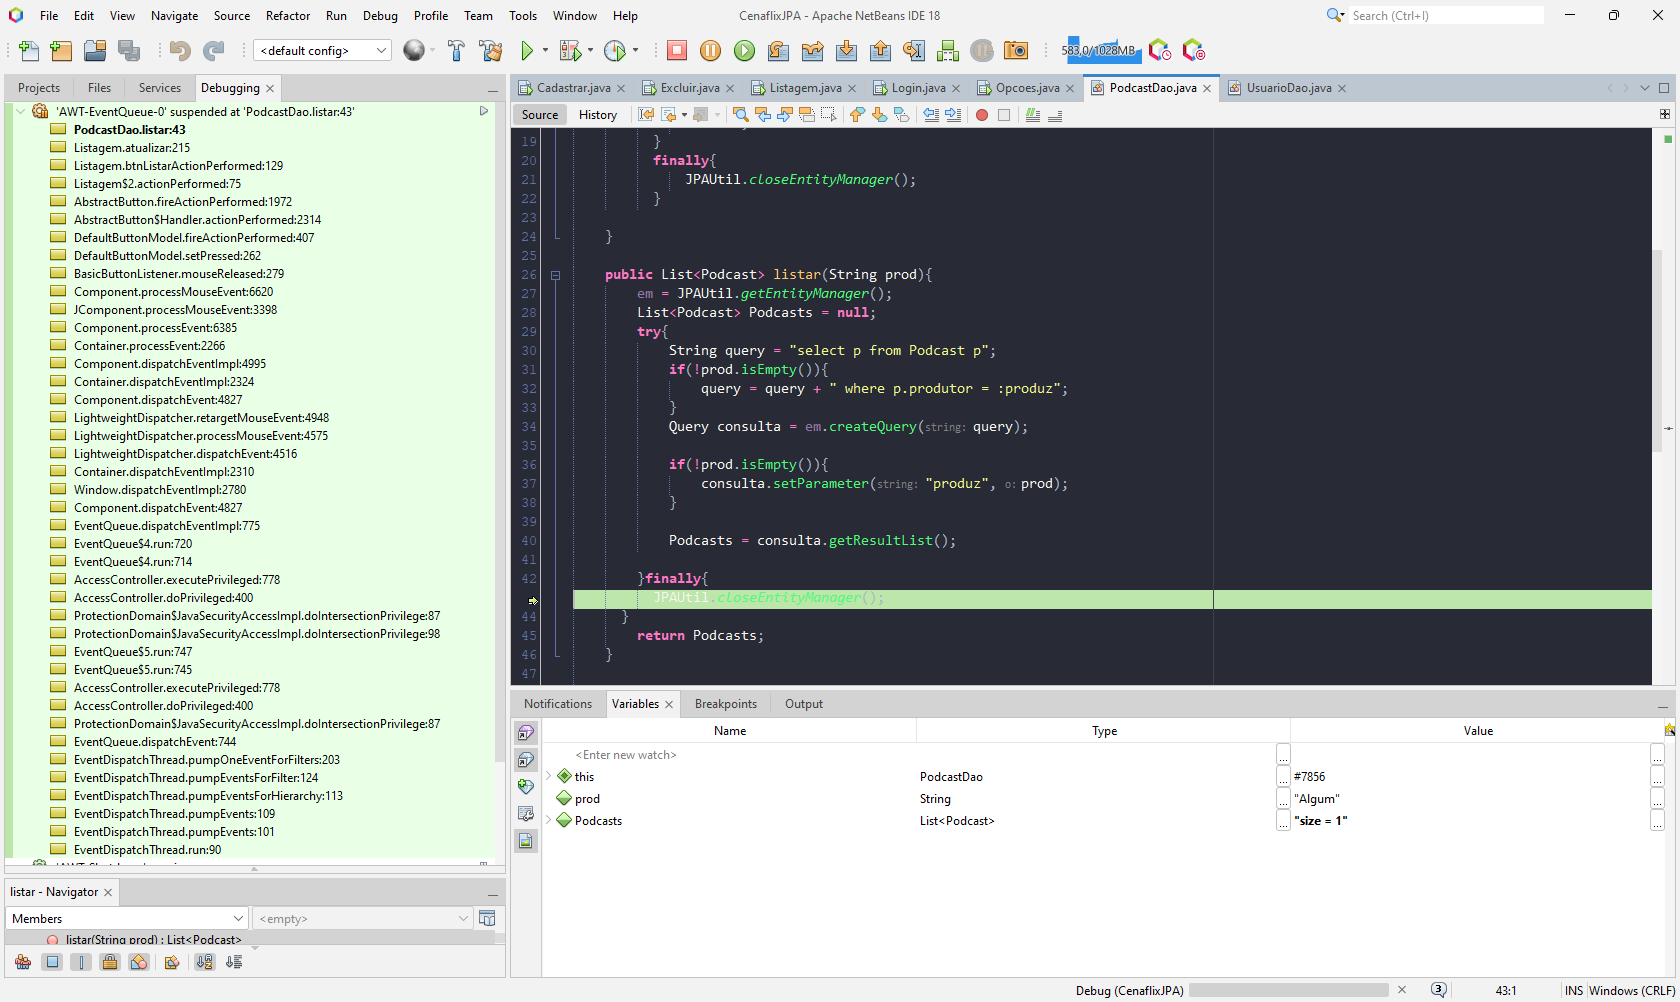 File Edit View Navigate Source Refactor Run Debug Profile Team Tools Window Help
CenaflixJPA - Apache NetBeans IDE 18
Search (Ctrl+I)
<default config>
583,0/1028MB
Projects Files Services Debugging
'AWT-EventQueue-0' suspended at 'PodcastDao.listar:43'
PodcastDao.listar:43
Listagem.atualizar:215
Listagem.btnListarActionPerformed:129
Listagem$2.actionPerformed:75
AbstractButton.fireActionPerformed:1972
AbstractButton$Handler.actionPerformed:2314
DefaultButtonModel.fireActionPerformed:407
DefaultButtonModel.setPressed:262
BasicButtonListener.mouseReleased:279
Component.processMouseEvent:6620
JComponent.processMouseEvent:3398
Component.processEvent:6385
Container.processEvent:2266
Component.dispatchEventImpl:4995
Container.dispatchEventImpl:2324
Component.dispatchEvent:4827
LightweightDispatcher.retargetMouseEvent:4948
LightweightDispatcher.processMouseEvent:4575
LightweightDispatcher.dispatchEvent:4516
Container.dispatchEventImpl:2310
Window.dispatchEventImpl:2780
Component.dispatchEvent:4827
EventQueue.dispatchEventImpl:775
EventQueue$4.run:720
EventQueue$4.run:714
AccessController.executePrivileged:778
AccessController.doPrivileged:400
ProtectionDomain$JavaSecurityAccessImpl.doIntersectionPrivilege:87
ProtectionDomain$JavaSecurityAccessImpl.doIntersectionPrivilege:98
EventQueue$5.run:747
EventQueue$5.run:745
AccessController.executePrivileged:778
AccessController.doPrivileged:400
ProtectionDomain$JavaSecurityAccessImpl.doIntersectionPrivilege:87
EventQueue.dispatchEvent:744
EventDispatchThread.pumpOneEventForFilters:203
EventDispatchThread.pumpEventsForFilter:124
EventDispatchThread.pumpEventsForHierarchy:113
EventDispatchThread.pumpEvents:109
EventDispatchThread.pumpEvents:101
EventDispatchThread.run:90
listar - Navigator
Members
<empty>
listar(String prod) : List<Podcast>
Cadastrar.java Excluir.java Listagem.java Login.java Opcoes.java PodcastDao.java UsuarioDao.java
Source History
19 }
20 finally{
21 JPAUtil.closeEntityManager();
22 }
23
24 }
25
26 public List<Podcast> listar(String prod){
27 em = JPAUtil.getEntityManager();
28 List<Podcast> Podcasts = null;
29 try{
30 String query = "select p from Podcast p";
31 if(!prod.isEmpty()){
32 query = query + " where p.produtor = :produz";
33 }
34 Query consulta = em.createQuery(string: query);
35
36 if(!prod.isEmpty()){
37 consulta.setParameter(string: "produz", o: prod);
38 }
39
40 Podcasts = consulta.getResultList();
41
42 }finally{
JPAUtil.closeEntityManager();
44 }
45 return Podcasts;
46 }
47
Notifications Variables Breakpoints Output
Name Type Value
<Enter new watch> ... ...
this PodcastDao ... #7856 ...
prod String ... "Algum" ...
Podcasts List<Podcast> ... "size = 1" ...
Debug (CenaflixJPA) 3 43:1 INS Windows (CRLF)